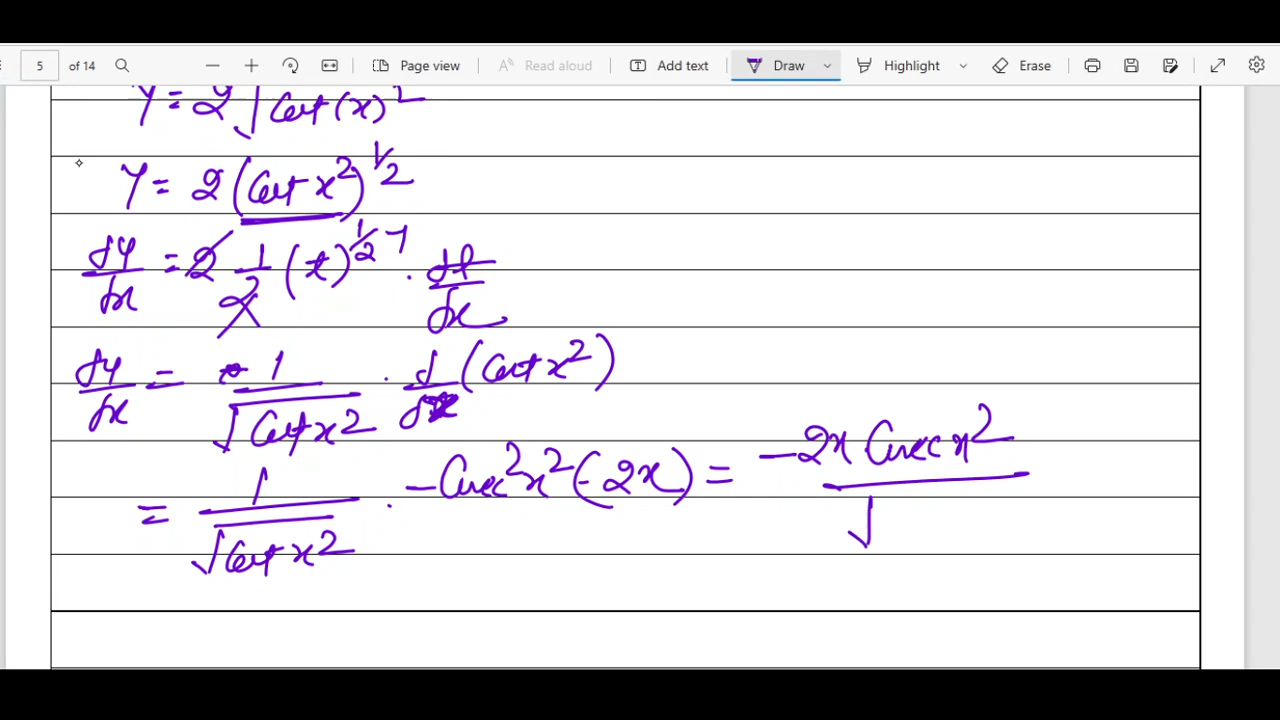 5 of 14 Page view Read aloud Add text Draw Highlight Erase
Y = 2 √cot(x)²
Y = 2 (cot x²)^1/2
dy/dx = 2 1/2 (t)^1/2 -1 · dt/dx
dy/dx = 1/√cot x² · d/dx (cot x²)
= 1/√cot x² · -cosec²x² (-2x) = -2x cosec x²/√